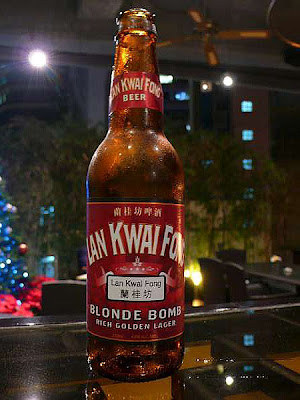 LAN KWAI FONG
BEER
蘭桂坊啤酒
LAN KWAI FONG
Lan Kwai Fong
蘭桂坊
BLONDE BOMB
RICH GOLDEN LAGER